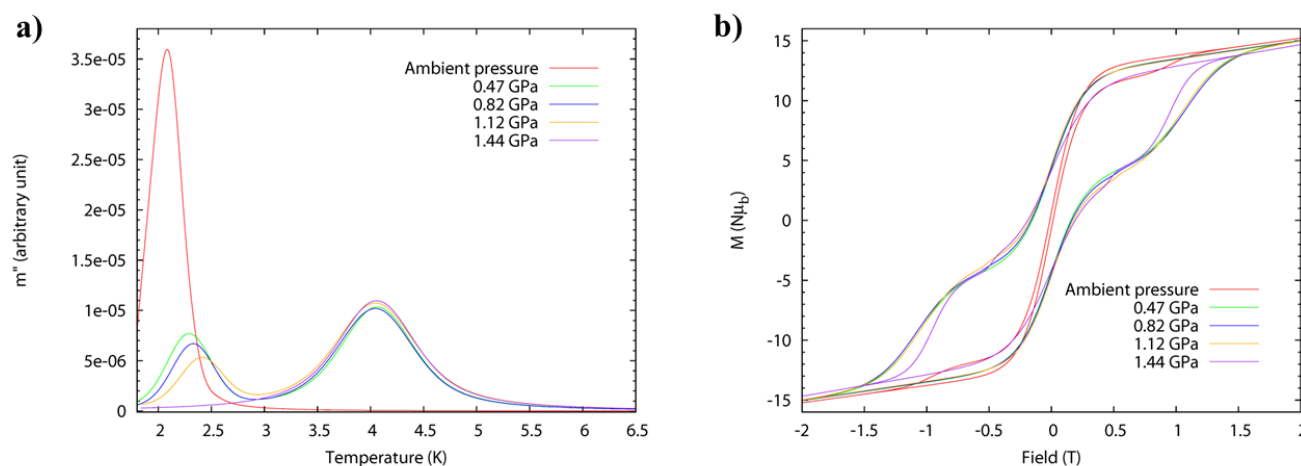 a)
m" (arbitrary unit)
3.5e-05
3e-05
2.5e-05
2e-05
1.5e-05
1e-05
5e-06
0
2
2.5
3
3.5
4
4.5
5
5.5
6
6.5
Temperature (K)
Ambient pressure
0.47 GPa
0.82 GPa
1.12 GPa
1.44 GPa
b)
M (Nμb)
15
10
5
0
-5
-10
-15
-2
-1.5
-1
-0.5
0
0.5
1
1.5
2
Field (T)
Ambient pressure
0.47 GPa
0.82 GPa
1.12 GPa
1.44 GPa